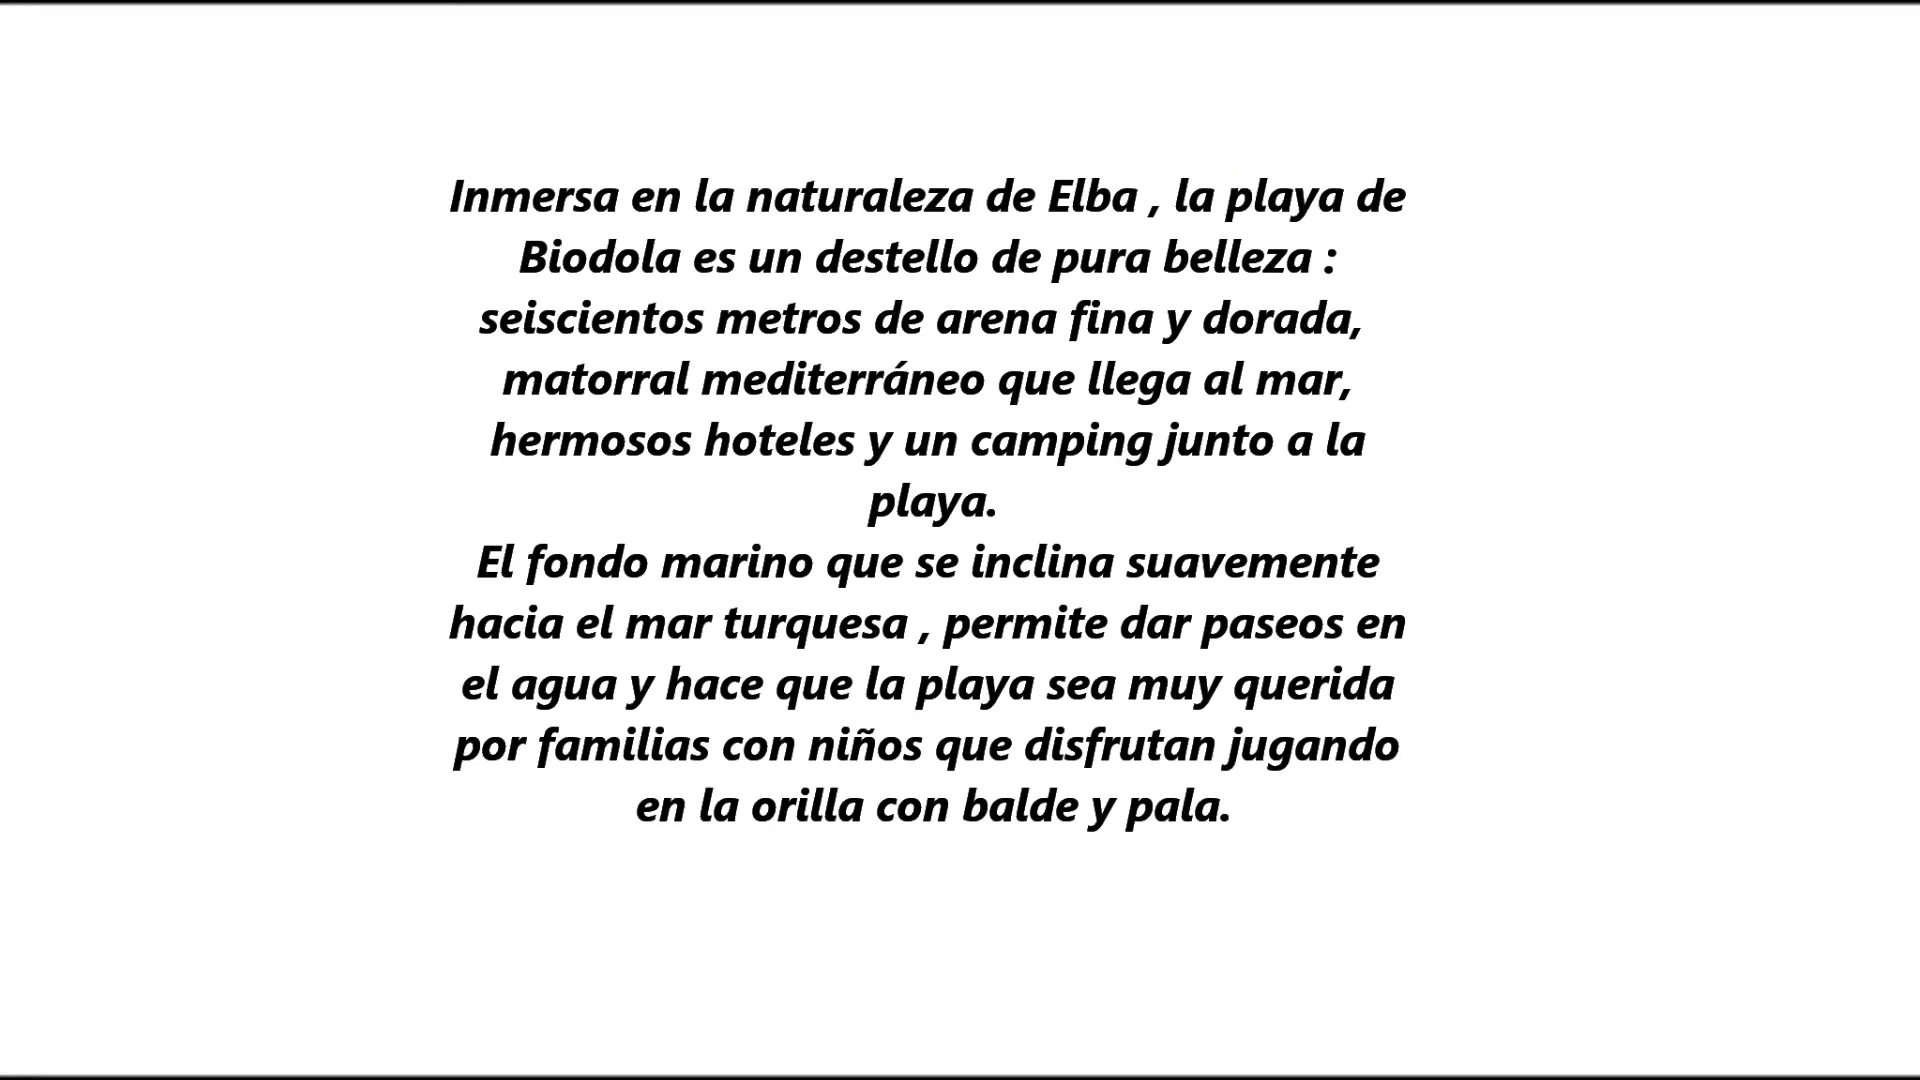 Inmersa en la naturaleza de Elba , la playa de
Biodola es un destello de pura belleza :
seiscientos metros de arena fina y dorada,
matorral mediterráneo que llega al mar,
hermosos hoteles y un camping junto a la
playa.
El fondo marino que se inclina suavemente
hacia el mar turquesa , permite dar paseos en
el agua y hace que la playa sea muy querida
por familias con niños que disfrutan jugando
en la orilla con balde y pala.